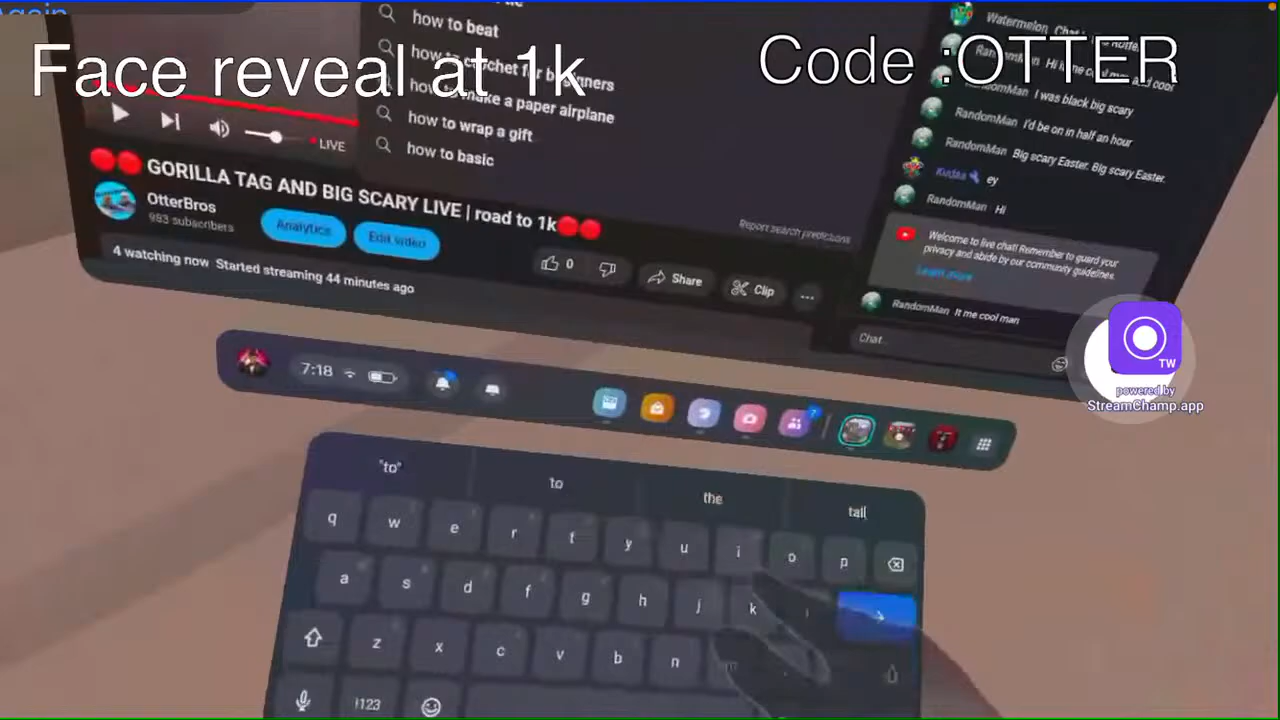 Again
Face reveal at 1k
Code :OTTER
how to beat
how to crochet for beginners
how to make a paper airplane
how to wrap a gift
how to basic
Report search predictions
LIVE
GORILLA TAG AND BIG SCARY LIVE | road to 1k
OtterBros
983 subscribers
Analytics
Edit video
4 watching now Started streaming 44 minutes ago
0
Share
Clip
Watermelon
RandomMan I was black big scary
RandomMan I'd be on in half an hour
RandomMan Big scary Easter. Big scary Easter.
Kudaa ey
RandomMan Hi
Welcome to live chat! Remember to guard your
privacy and abide by our community guidelines.
Learn more
RandomMan It me cool man
Chat...
TW
powered by
StreamChamp.app
7:18
"to" to the tall
q w e r t y u i o p
a s d f g h j k
z x c v b n
!123